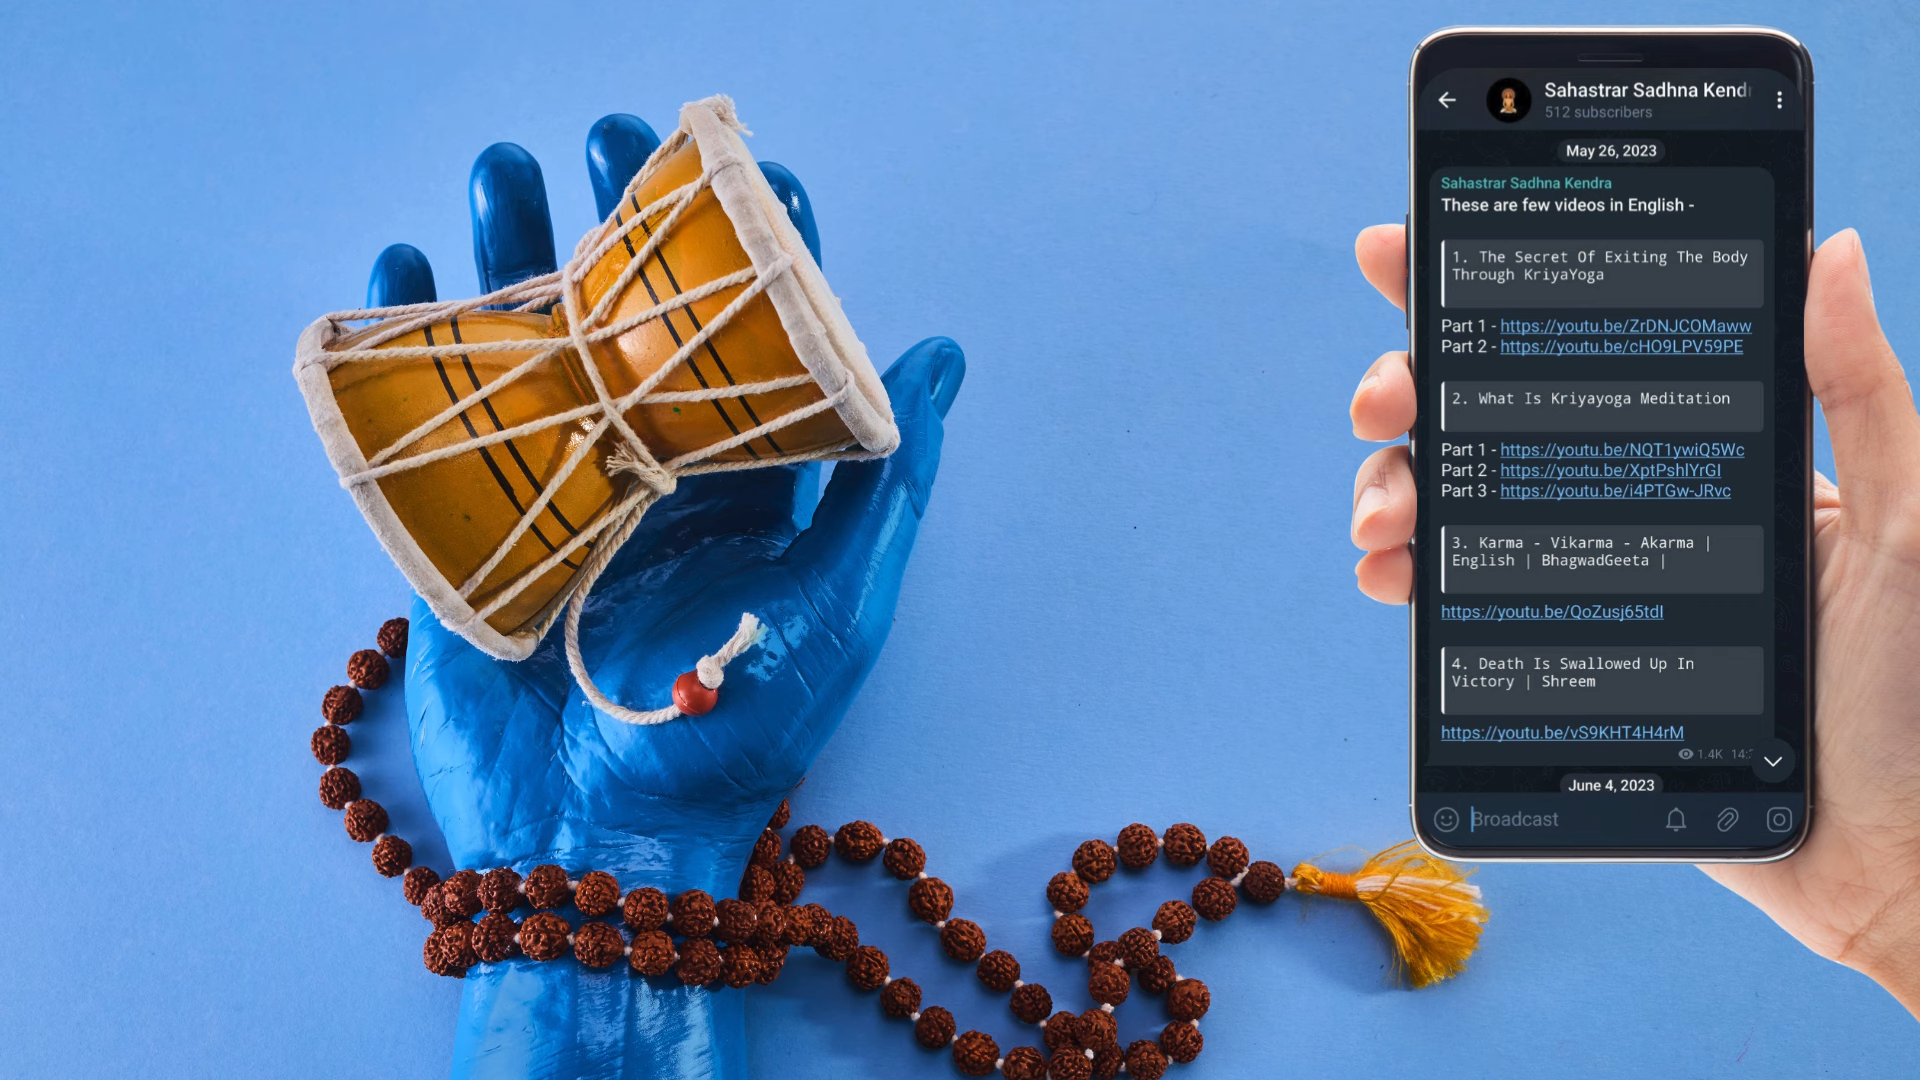 Sahastrar Sadhna Kend
512 subscribers
May 26, 2023
Sahastrar Sadhna Kendra
These are few videos in English -
1. The Secret Of Exiting The Body
Through KriyaYoga
Part 1 - https://youtu.be/ZrDNJCOMaww
Part 2 - https://youtu.be/cHO9LPV59PE
2. What Is Kriyayoga Meditation
Part 1 - https://youtu.be/NQT1ywiQ5Wc
Part 2 - https://youtu.be/XptPshlYrGI
Part 3 - https://youtu.be/i4PTGw-JRvc
3. Karma - Vikarma - Akarma |
English | BhagwadGeeta |
https://youtu.be/QoZusj65tdI
4. Death Is Swallowed Up In
Victory | Shreem
https://youtu.be/vS9KHT4H4rM
1.4K
June 4, 2023
Broadcast